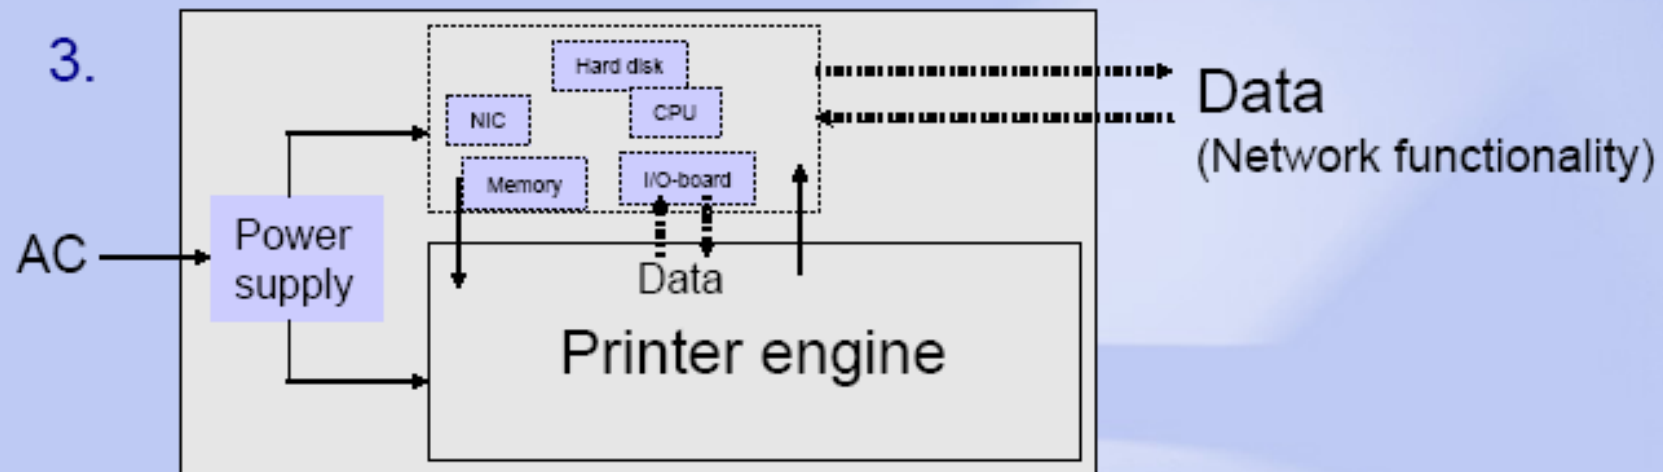 3.
Hard disk
NIC
CPU
Memory
I/O-board
Data
(Network functionality)
AC
Power
supply
Data
Printer engine